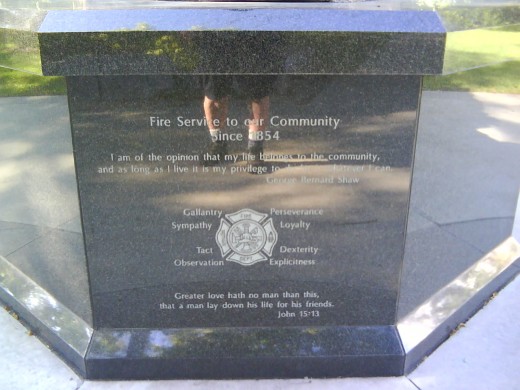 Fire Service to our Community
Since 1854
I am of the opinion that my life belongs to the community,
and as long as I live it is my privilege to do for it whatever I can.
George Bernard Shaw
Gallantry Perseverance
Sympathy Loyalty
Tact Dexterity
Observation Explicitness
Greater love hath no man than this,
that a man lay down his life for his friends.
John 15:13